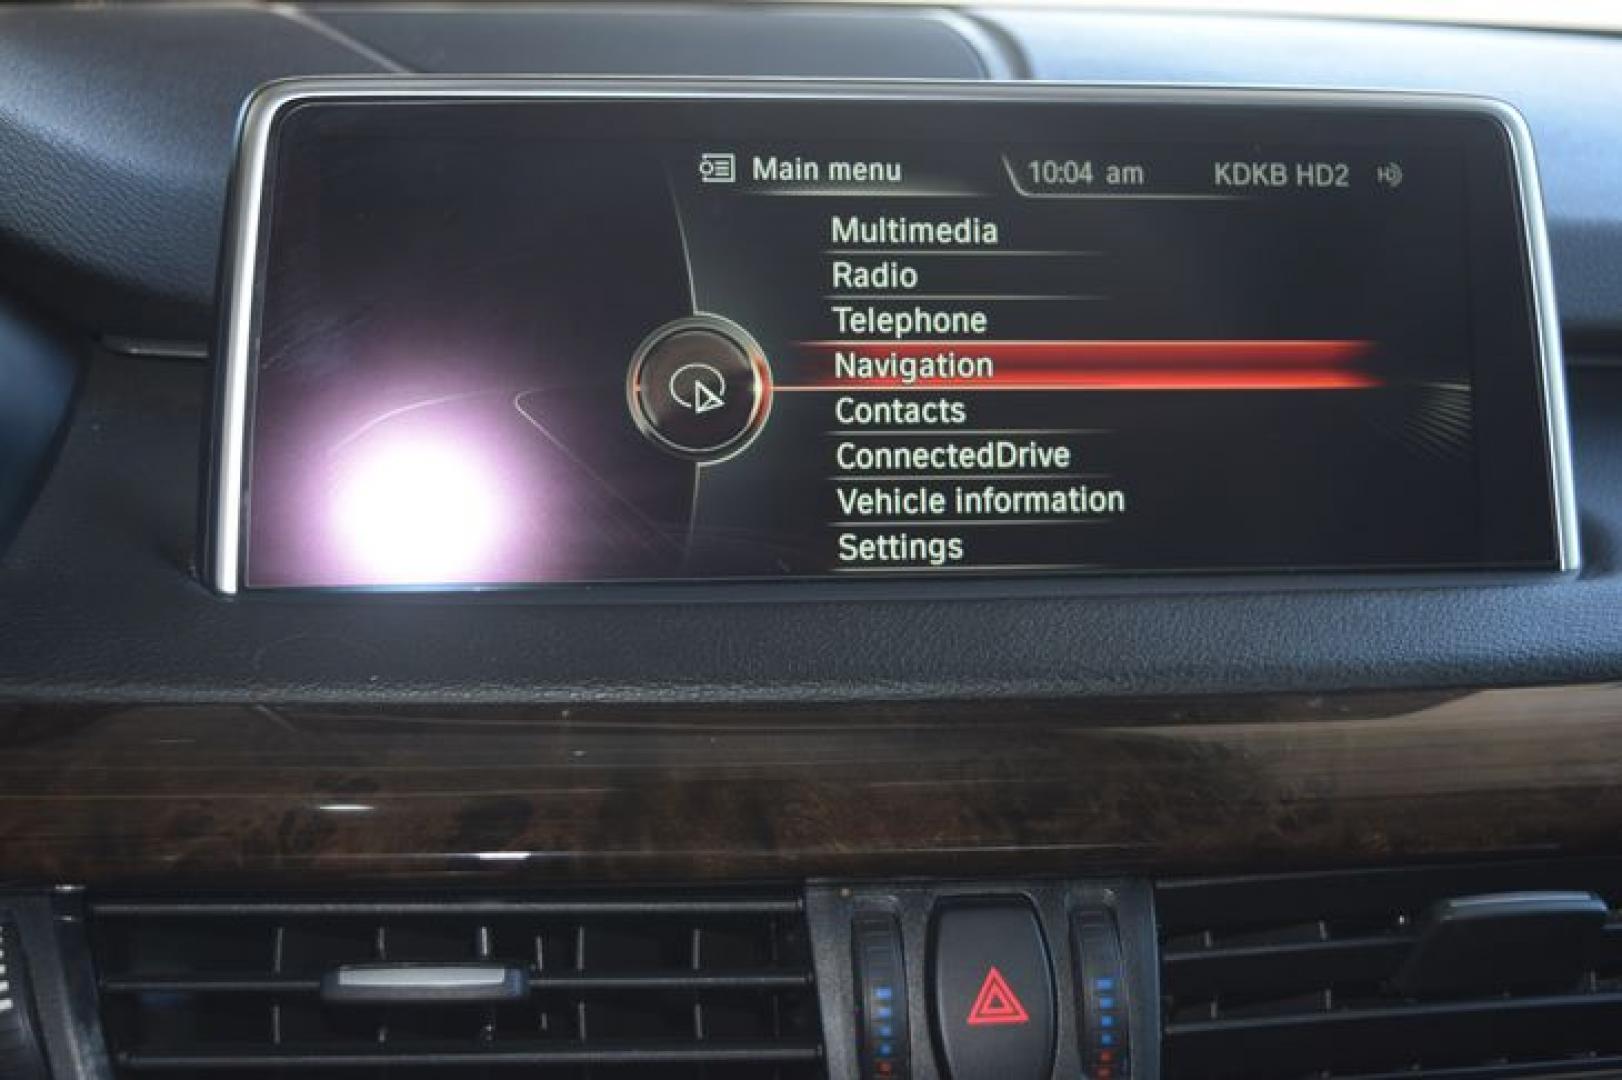 Main menu 10:04 am KDKB HD2
Multimedia
Radio
Telephone
Navigation
Contacts
ConnectedDrive
Vehicle information
Settings